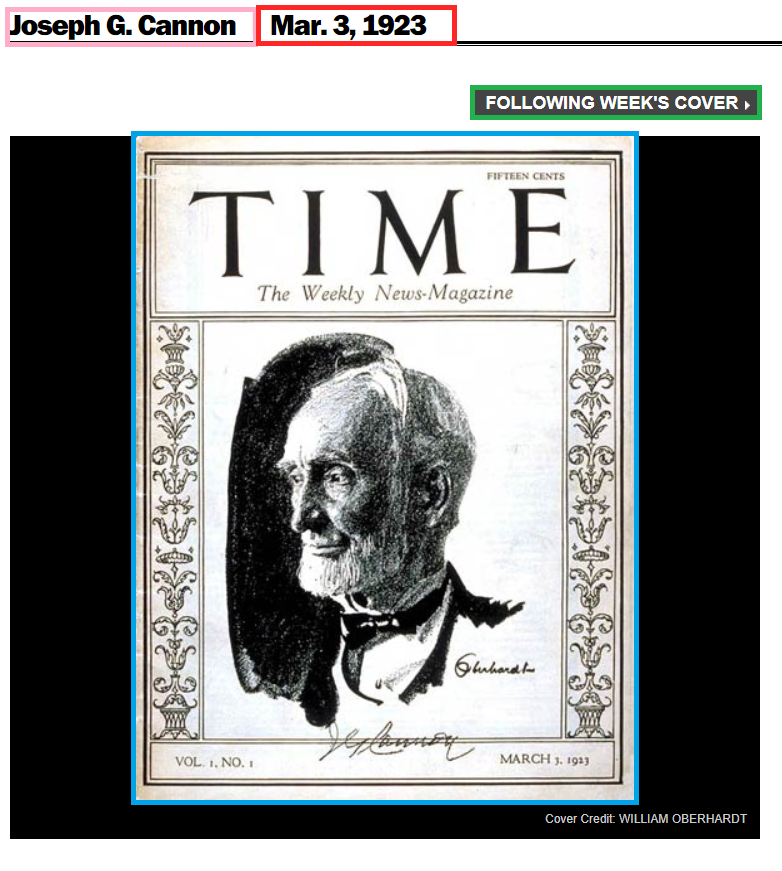 Joseph G. Cannon Mar. 3, 1923
FOLLOWING WEEK'S COVER
FIFTEEN CENTS
TIME
The Weekly News-Magazine
Oberhardt
J G Cannon
VOL. 1, NO. 1 MARCH 3, 1923
Cover Credit: WILLIAM OBERHARDT